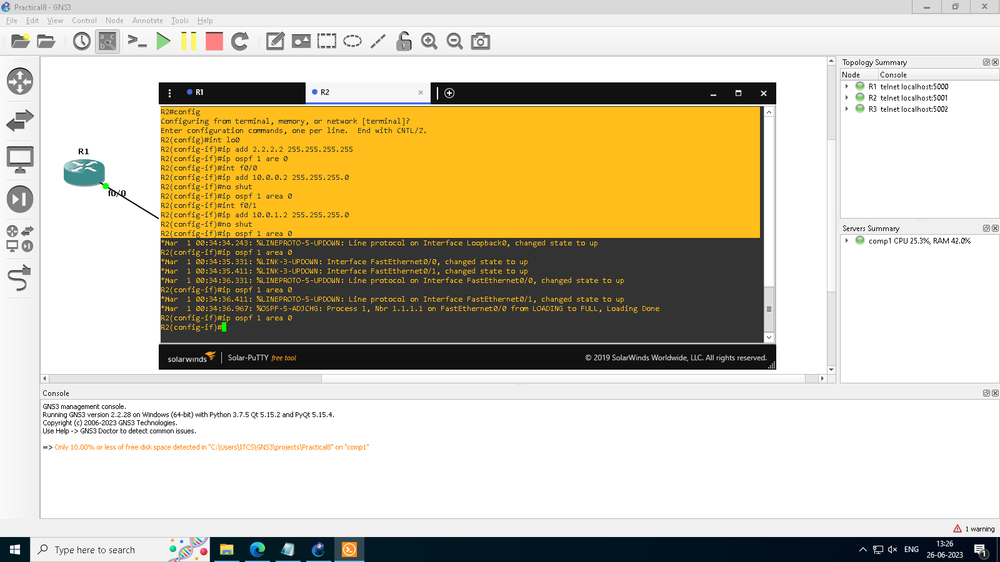 Practical8 - GNS3
File Edit View Control Node Annotate Tools Help
R1
f0/0
R1
R2
R2#config
Configuring from terminal, memory, or network [terminal]?
Enter configuration commands, one per line.  End with CNTL/Z.
R2(config)#int lo0
R2(config-if)#ip add 2.2.2.2 255.255.255.255
R2(config-if)#ip ospf 1 are 0
R2(config-if)#int f0/0
R2(config-if)#ip add 10.0.0.2 255.255.255.0
R2(config-if)#no shut
R2(config-if)#ip ospf 1 area 0
R2(config-if)#int f0/1
R2(config-if)#ip add 10.0.1.2 255.255.255.0
R2(config-if)#no shut
R2(config-if)#ip ospf 1 area 0
*Mar  1 00:34:34.243: %LINEPROTO-5-UPDOWN: Line protocol on Interface Loopback0, changed state to up
R2(config-if)#ip ospf 1 area 0
*Mar  1 00:34:35.331: %LINK-3-UPDOWN: Interface FastEthernet0/0, changed state to up
*Mar  1 00:34:35.411: %LINK-3-UPDOWN: Interface FastEthernet0/1, changed state to up
*Mar  1 00:34:36.331: %LINEPROTO-5-UPDOWN: Line protocol on Interface FastEthernet0/0, changed state to up
R2(config-if)#ip ospf 1 area 0
*Mar  1 00:34:36.411: %LINEPROTO-5-UPDOWN: Line protocol on Interface FastEthernet0/1, changed state to up
*Mar  1 00:34:36.967: %OSPF-5-ADJCHG: Process 1, Nbr 1.1.1.1 on FastEthernet0/0 from LOADING to FULL, Loading Done
R2(config-if)#ip ospf 1 area 0
R2(config-if)#
solarwinds Solar-PuTTY free tool © 2019 SolarWinds Worldwide, LLC. All rights reserved.
Topology Summary
Node Console
R1 telnet localhost:5000
R2 telnet localhost:5001
R3 telnet localhost:5002
Servers Summary
comp1 CPU 25.3%, RAM 42.0%
Console
GNS3 management console.
Running GNS3 version 2.2.28 on Windows (64-bit) with Python 3.7.5 Qt 5.15.2 and PyQt 5.15.4.
Copyright (c) 2006-2023 GNS3 Technologies.
Use Help -> GNS3 Doctor to detect common issues.
=> Only 10.00% or less of free disk space detected in "C:\Users\ITCS\GNS3\projects\Practical8" on "comp1"
1 warning
Type here to search
ENG
13:26
26-06-2023
1